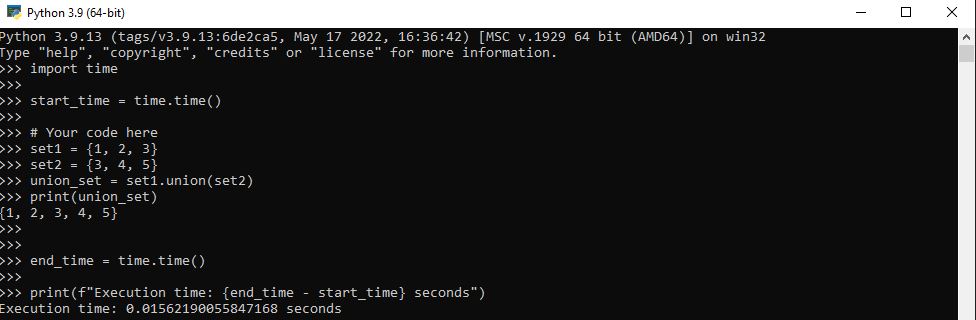 Python 3.9 (64-bit)
Python 3.9.13 (tags/v3.9.13:6de2ca5, May 17 2022, 16:36:42) [MSC v.1929 64 bit (AMD64)] on win32
Type "help", "copyright", "credits" or "license" for more information.
>>> import time
>>>
>>> start_time = time.time()
>>>
>>> # Your code here
>>> set1 = {1, 2, 3}
>>> set2 = {3, 4, 5}
>>> union_set = set1.union(set2)
>>> print(union_set)
{1, 2, 3, 4, 5}
>>>
>>>
>>> end_time = time.time()
>>>
>>> print(f"Execution time: {end_time - start_time} seconds")
Execution time: 0.01562190055847168 seconds